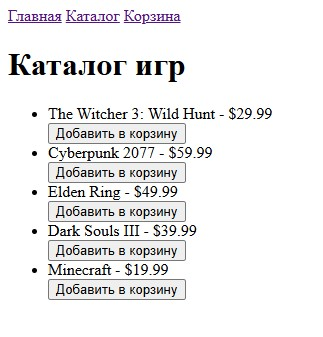 Главная Каталог Корзина
Каталог игр
The Witcher 3: Wild Hunt - $29.99
Добавить в корзину
Cyberpunk 2077 - $59.99
Добавить в корзину
Elden Ring - $49.99
Добавить в корзину
Dark Souls III - $39.99
Добавить в корзину
Minecraft - $19.99
Добавить в корзину